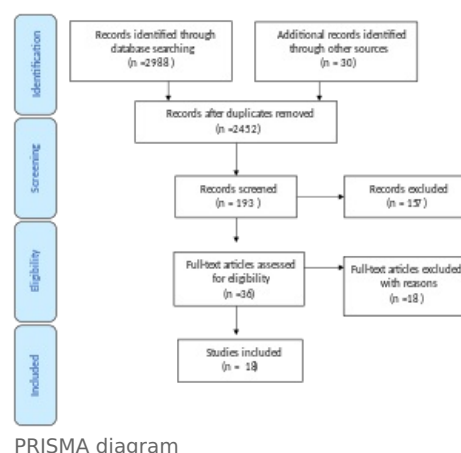 Identification
Records identified through
database searching
(n =2988 )
Additional records identified
through other sources
(n = 30)
Records after duplicates removed
(n =2452)
Screening
Records screened
(n = 193 )
Records excluded
(n = 157)
Eligibility
Full-text articles assessed
for eligibility
(n =36)
Full-text articles excluded
with reasons
(n =18 )
Included
Studies included
(n = 18)
PRISMA diagram